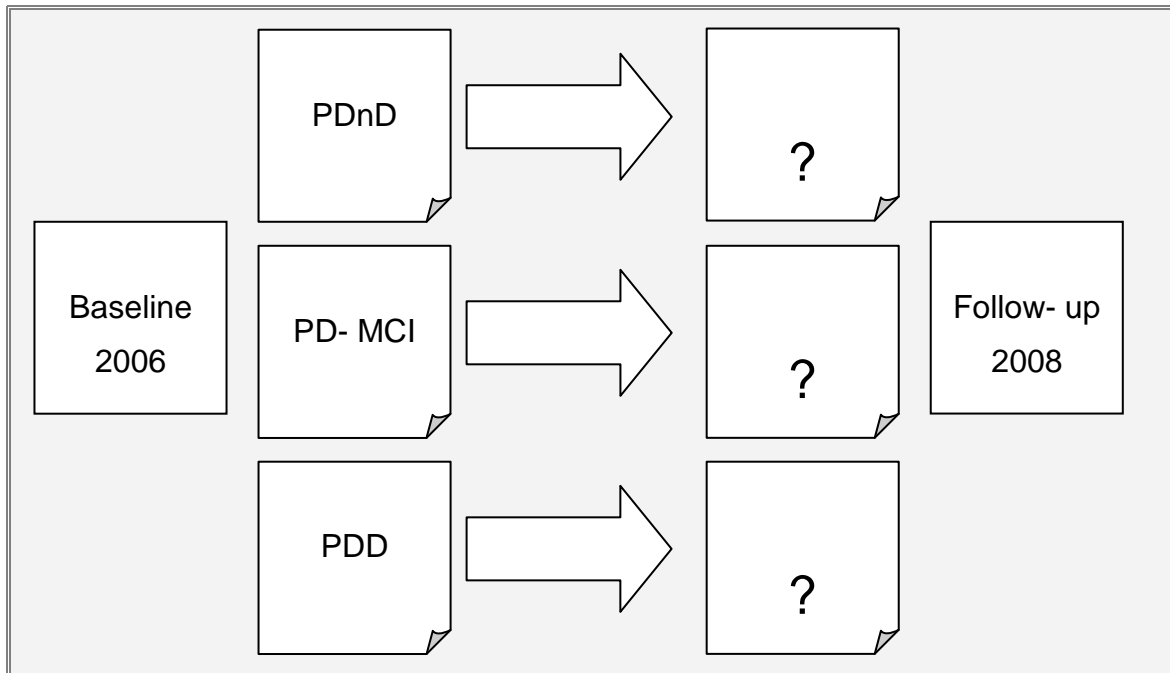 PDnD
?
Baseline
2006
PD- MCI
?
Follow- up
2008
PDD
?